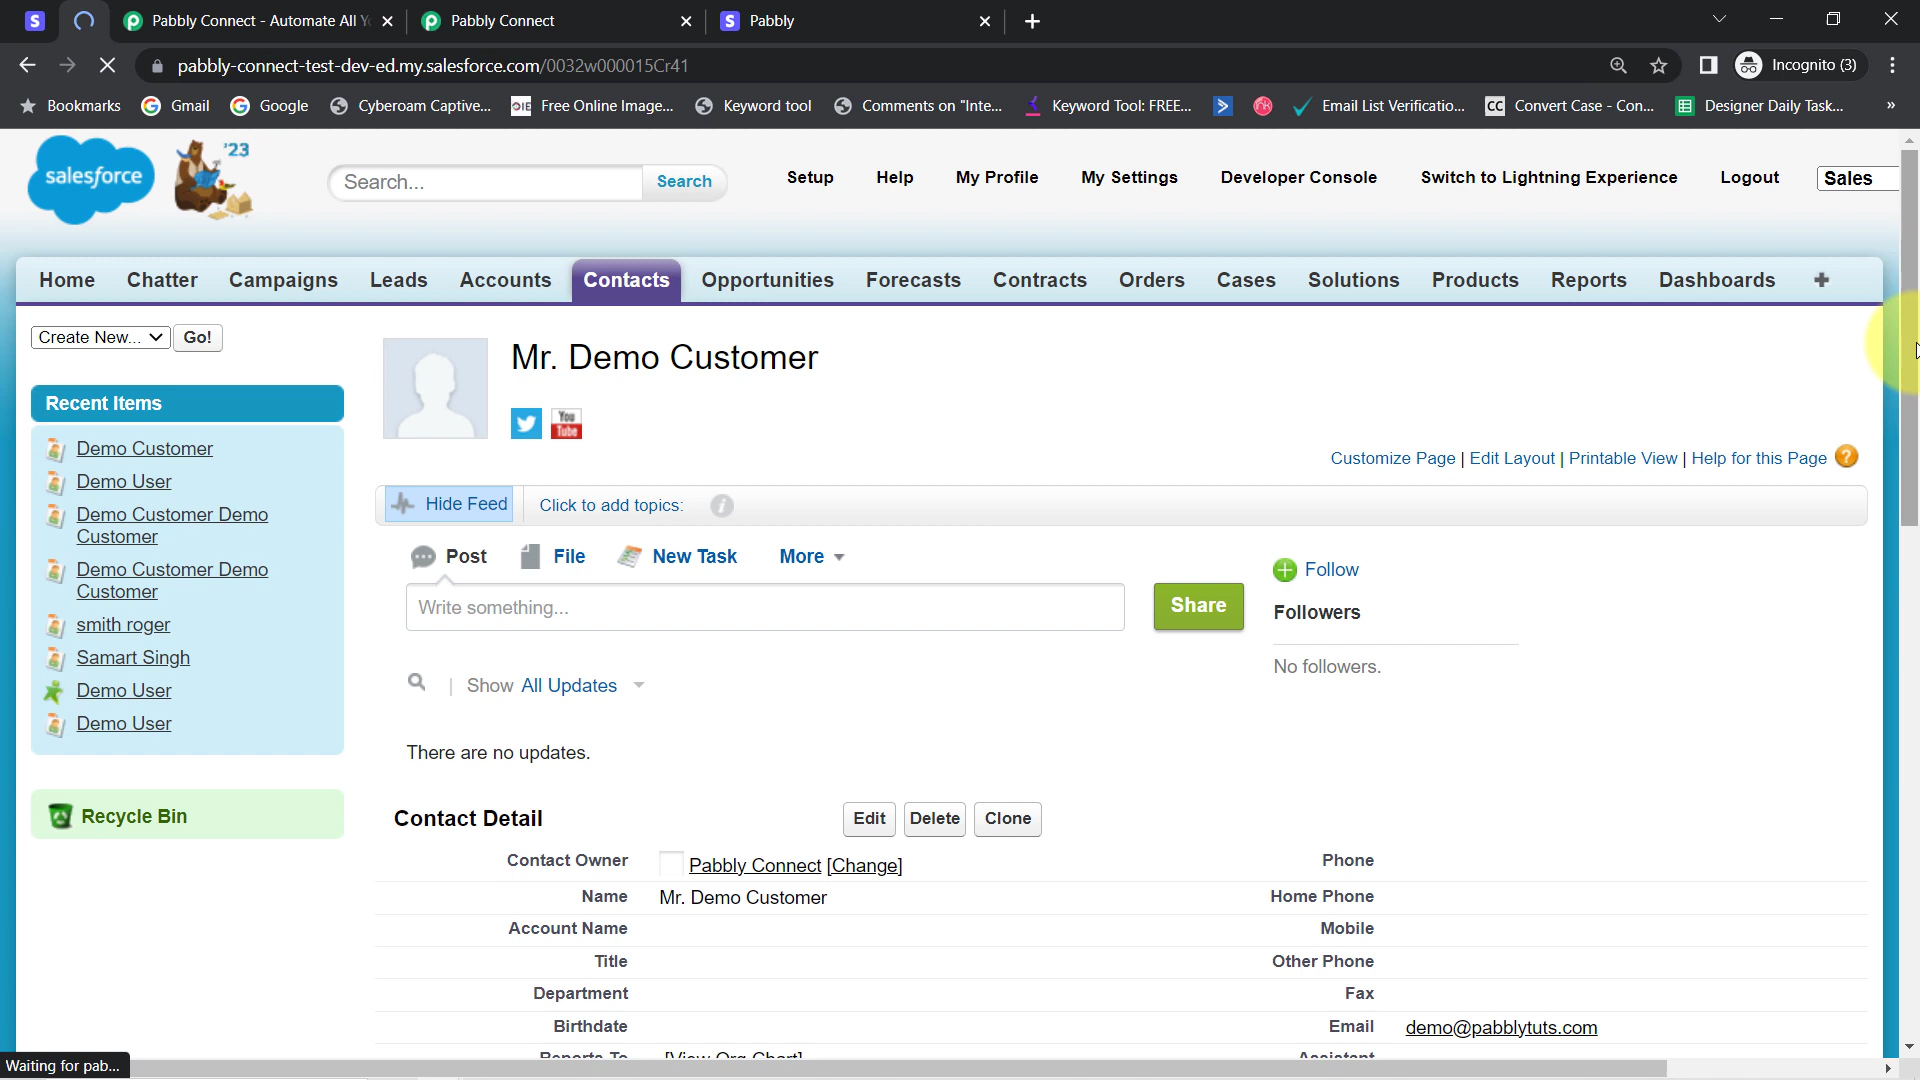 Pabbly Connect - Automate All Y
Pabbly Connect
Pabbly
pabbly-connect-test-dev-ed.my.salesforce.com/0032w000015Cr41
Incognito (3)
Bookmarks
Gmail
Google
Cyberoam Captive...
Free Online Image...
Keyword tool
Comments on "Inte...
Keyword Tool: FREE...
Email List Verificatio...
Convert Case - Con...
Designer Daily Task...
salesforce
'23
Search...
Search
Setup
Help
My Profile
My Settings
Developer Console
Switch to Lightning Experience
Logout
Sales
Home
Chatter
Campaigns
Leads
Accounts
Contacts
Opportunities
Forecasts
Contracts
Orders
Cases
Solutions
Products
Reports
Dashboards
Create New...
Go!
Recent Items
Demo Customer
Demo User
Demo Customer Demo
Customer
Demo Customer Demo
Customer
smith roger
Samart Singh
Demo User
Demo User
Recycle Bin
Mr. Demo Customer
You
Tube
Customize Page | Edit Layout | Printable View | Help for this Page
Hide Feed
Click to add topics:
Post
File
New Task
More
Write something...
Share
Follow
Followers
No followers.
Show All Updates
There are no updates.
Contact Detail
Edit
Delete
Clone
Contact Owner
Pabbly Connect [Change]
Phone
Name
Mr. Demo Customer
Home Phone
Account Name
Mobile
Title
Other Phone
Department
Fax
Birthdate
Email
demo@pabblytuts.com
Reports To
[View Org Chart]
Assistant
Waiting for pab...